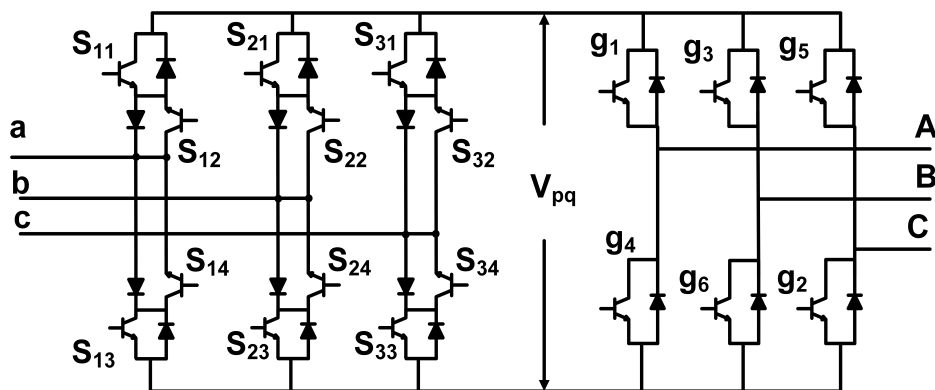 S11 S21 S31 g1 g3 g5
a S12 S22 S32 A
b Vpq B
c C
S14 S24 S34 g4 g6 g2
S13 S23 S33